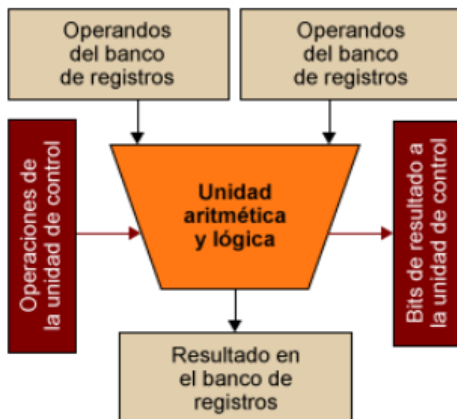 Operandos
del banco
de registros
Operandos
del banco
de registros
Operaciones de
la unidad de control
Unidad
aritmética
y lógica
Bits de resultado a
la unidad de control
Resultado en
el banco de
registros